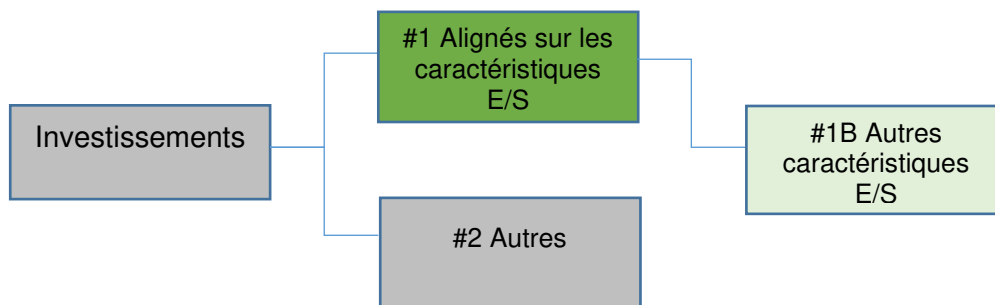 #1 Alignés sur les
caractéristiques
E/S
Investissements
#1B Autres
caractéristiques
E/S
#2 Autres